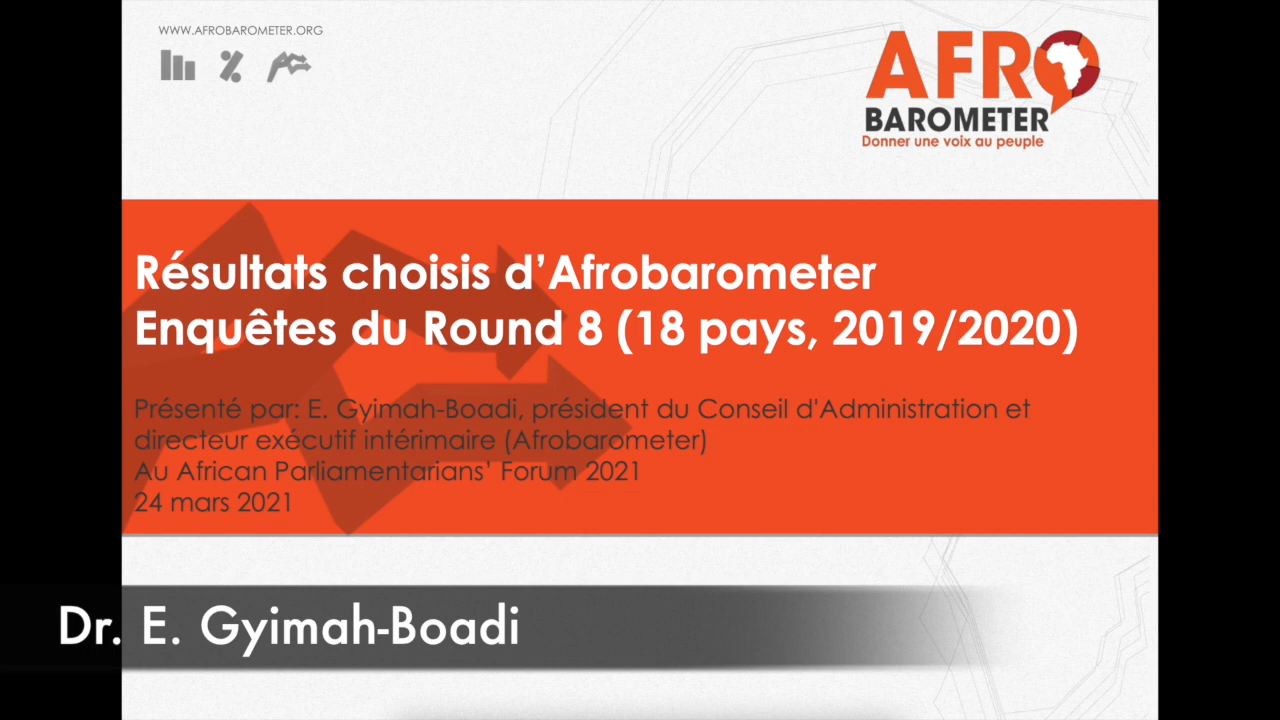 WWW.AFROBAROMETER.ORG
AFRO
BAROMETER
Donner une voix au peuple
Résultats choisis d’Afrobarometer
Enquêtes du Round 8 (18 pays, 2019/2020)
Présenté par: E. Gyimah-Boadi, président du Conseil d'Administration et
directeur exécutif intérimaire (Afrobarometer)
Au African Parliamentarians’ Forum 2021
24 mars 2021
Dr. E. Gyimah-Boadi